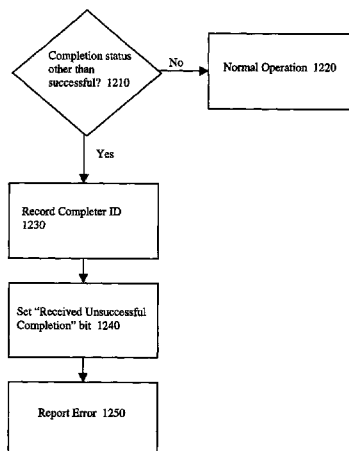 Completion status
other than
successful? 1210
No
Normal Operation 1220
Yes
Record Completer ID
1230
Set “Received Unsuccessful
Completion” bit 1240
Report Error 1250